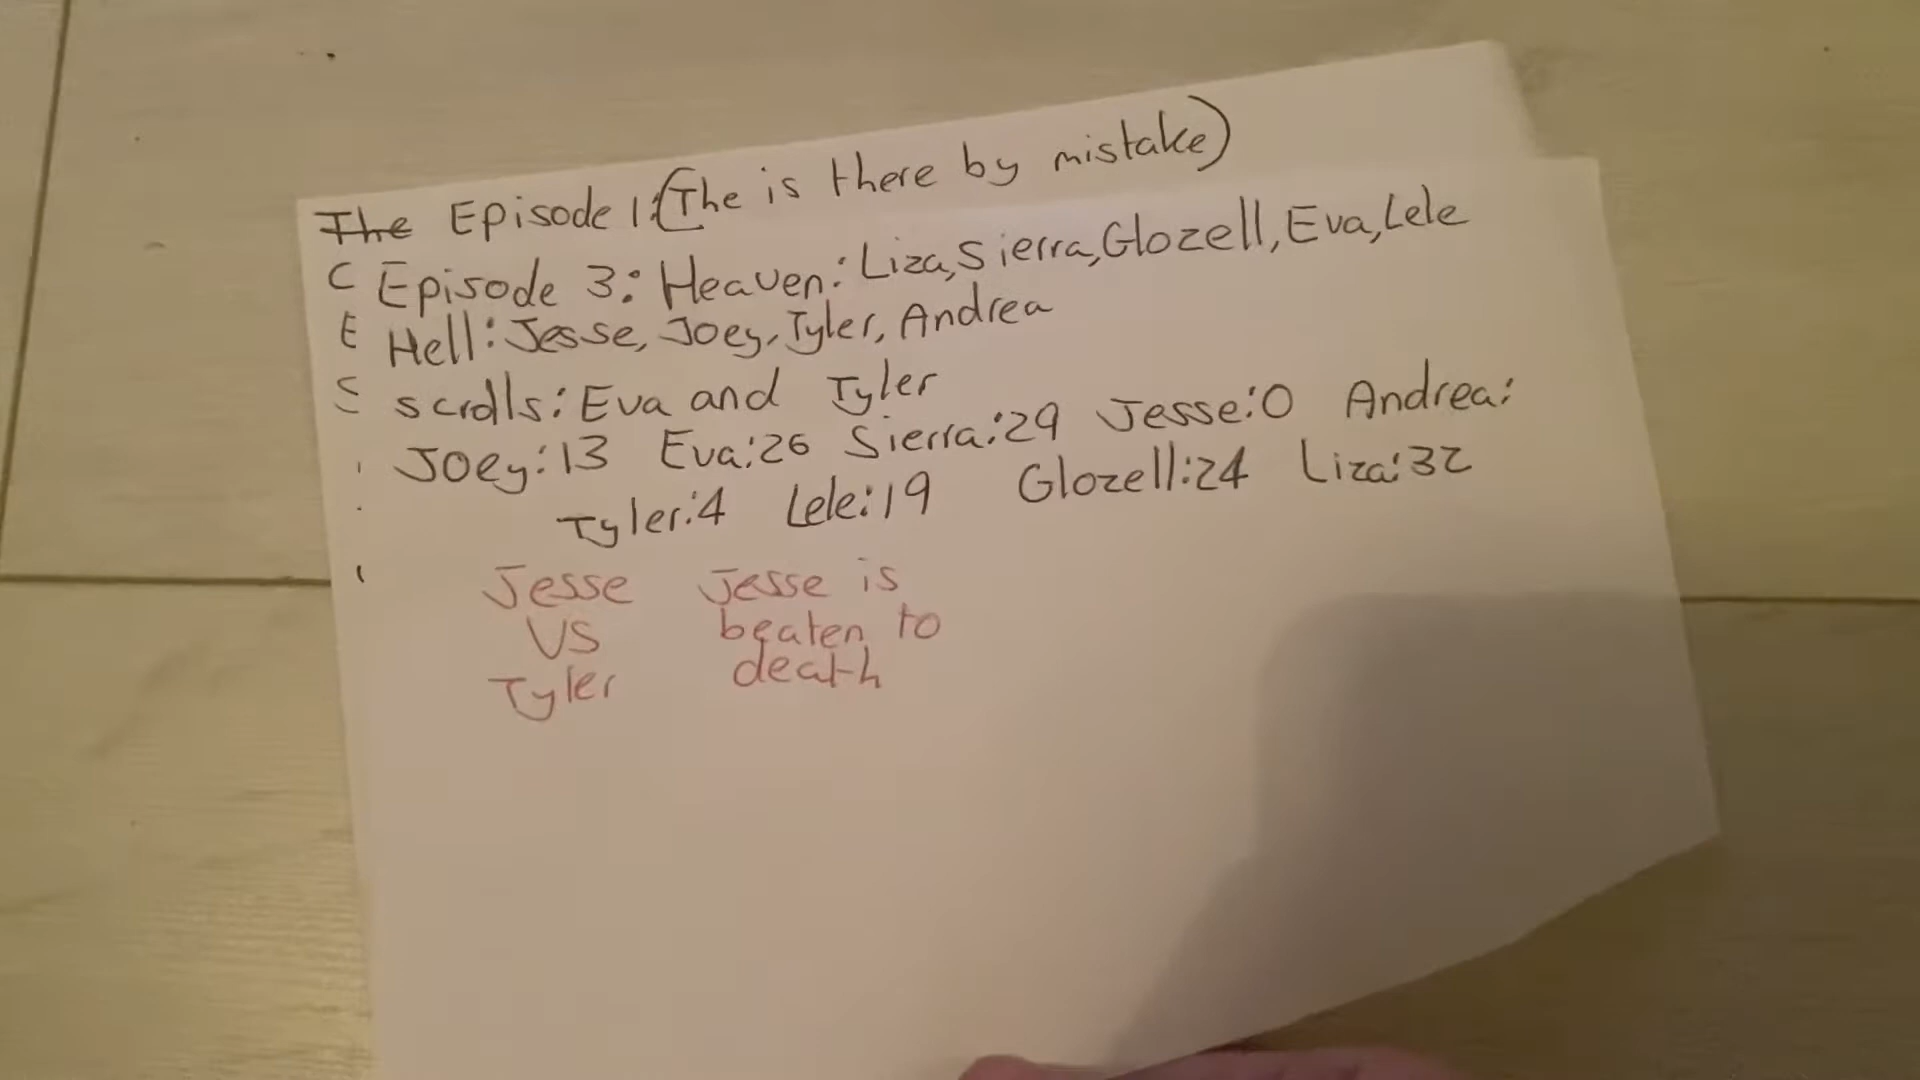 The Episode 1:(The is there by mistake)
Episode 3: Heaven: Liza, Sierra, Glozell, Eva, Lele
Hell: Jesse, Joey, Tyler, Andrea
scrolls: Eva and Tyler
Joey:13 Eva:26 Sierra:29 Jesse:0 Andrea:
Tyler:4 Lele:19 Glozell:24 Liza:32
Jesse
VS
Tyler
Jesse is
beaten to
death